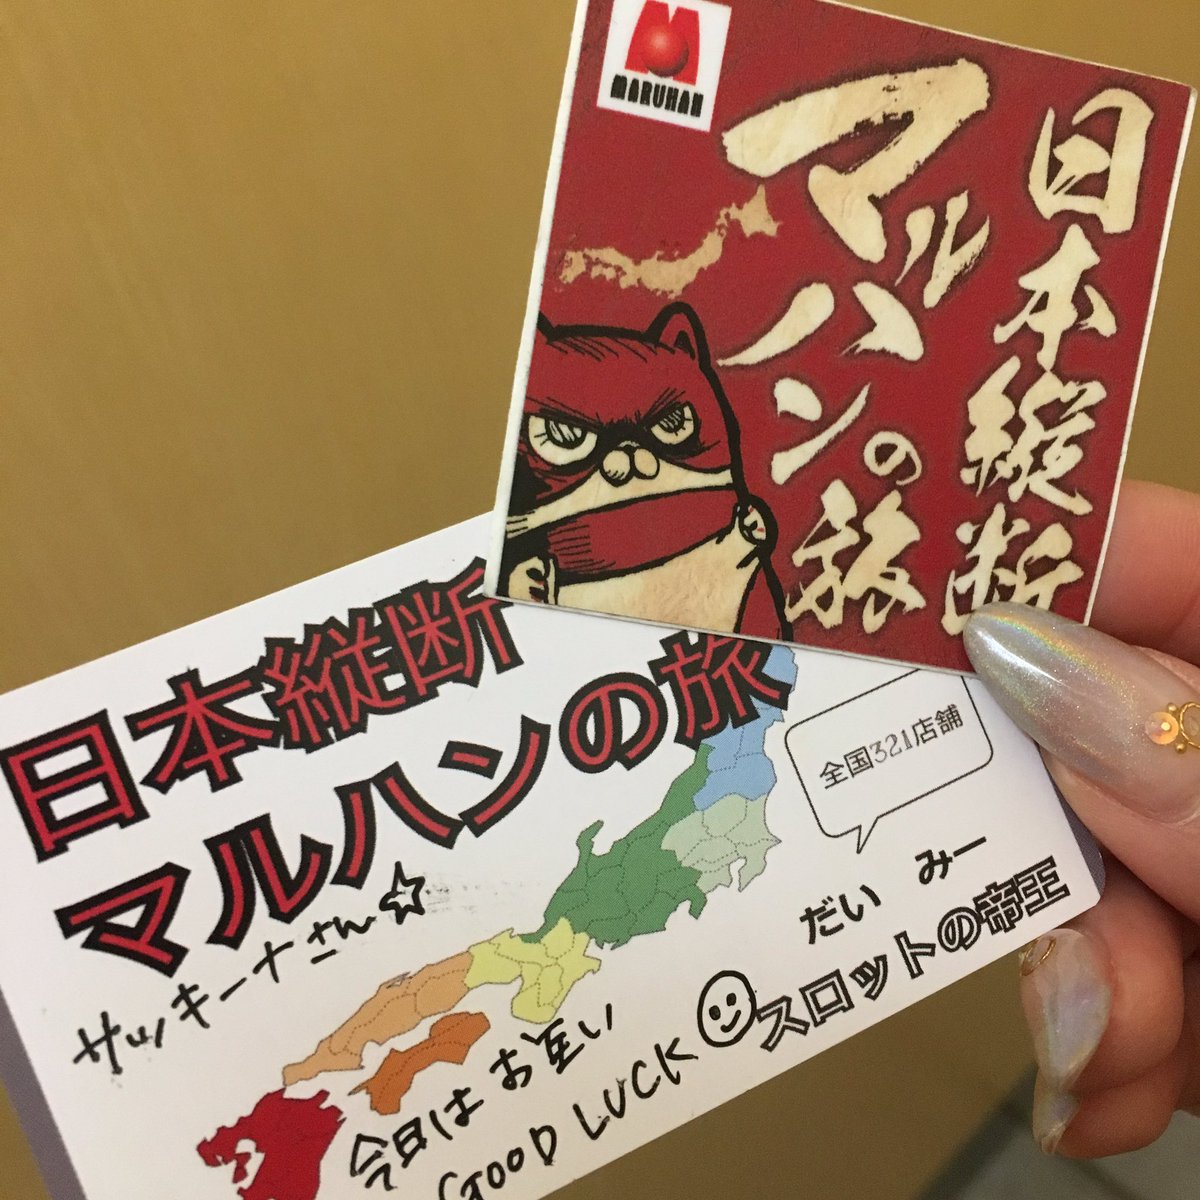 MARUHAN
日本縦断
マルハンの旅
日本縦断
マルハンの旅
全国321店舗
サッキーナさん☆
だい みー
スロットの帝王
今日はお互い
GOOD LUCK